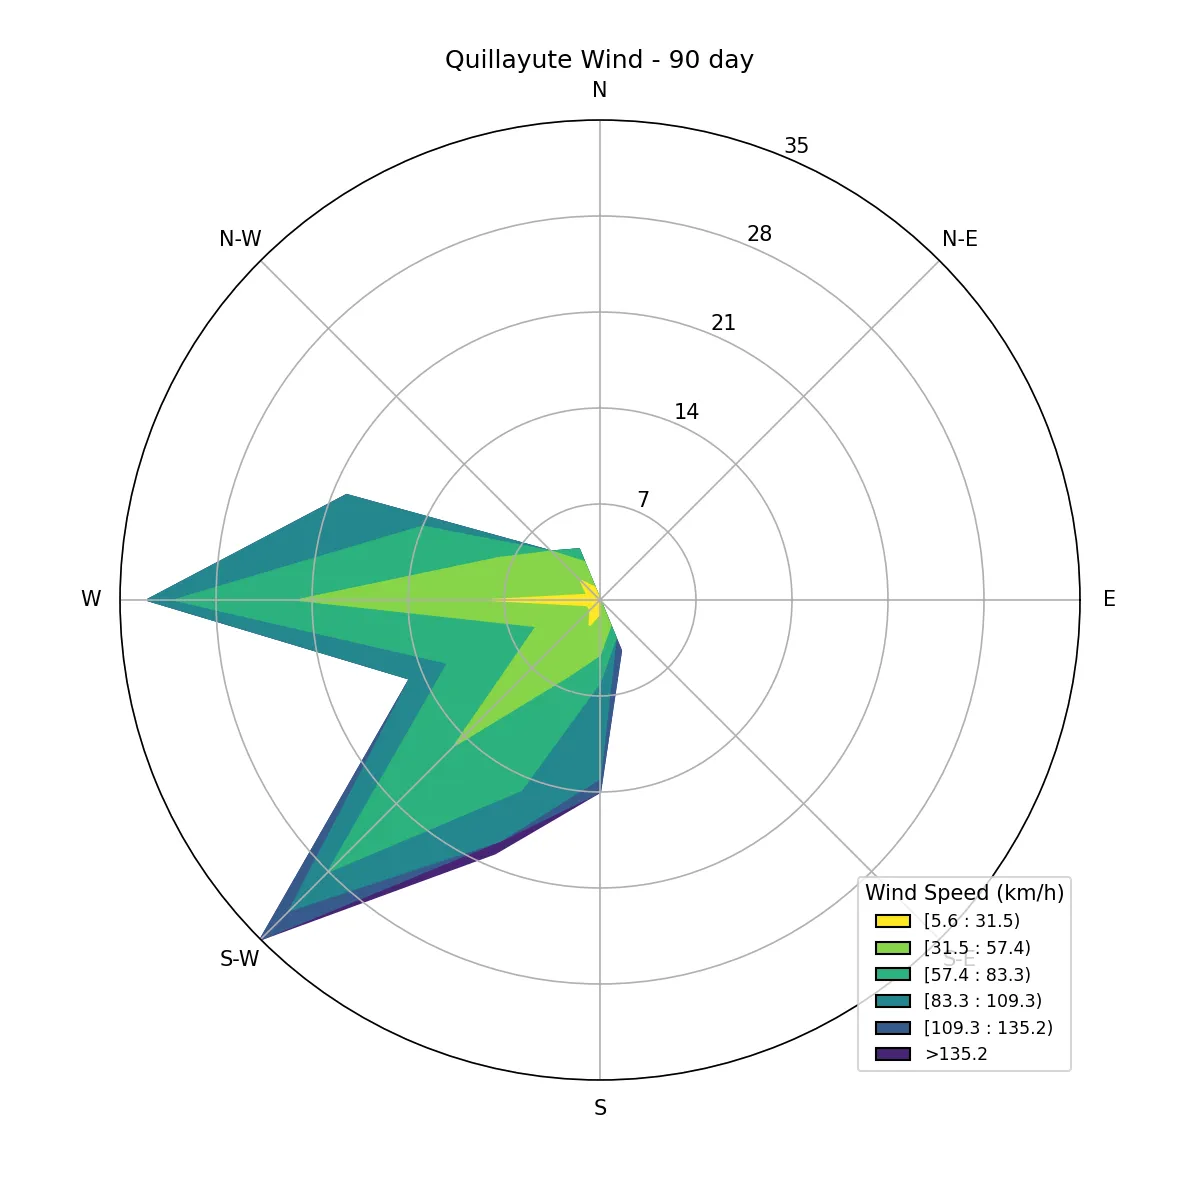 Quillayute Wind - 90 day
N
35
N-W
28
N-E
21
14
7
W
E
Wind Speed (km/h)
[5.6 : 31.5)
[31.5 : 57.4)
S-W
S-E
[57.4 : 83.3)
[83.3 : 109.3)
[109.3 : 135.2)
>135.2
S